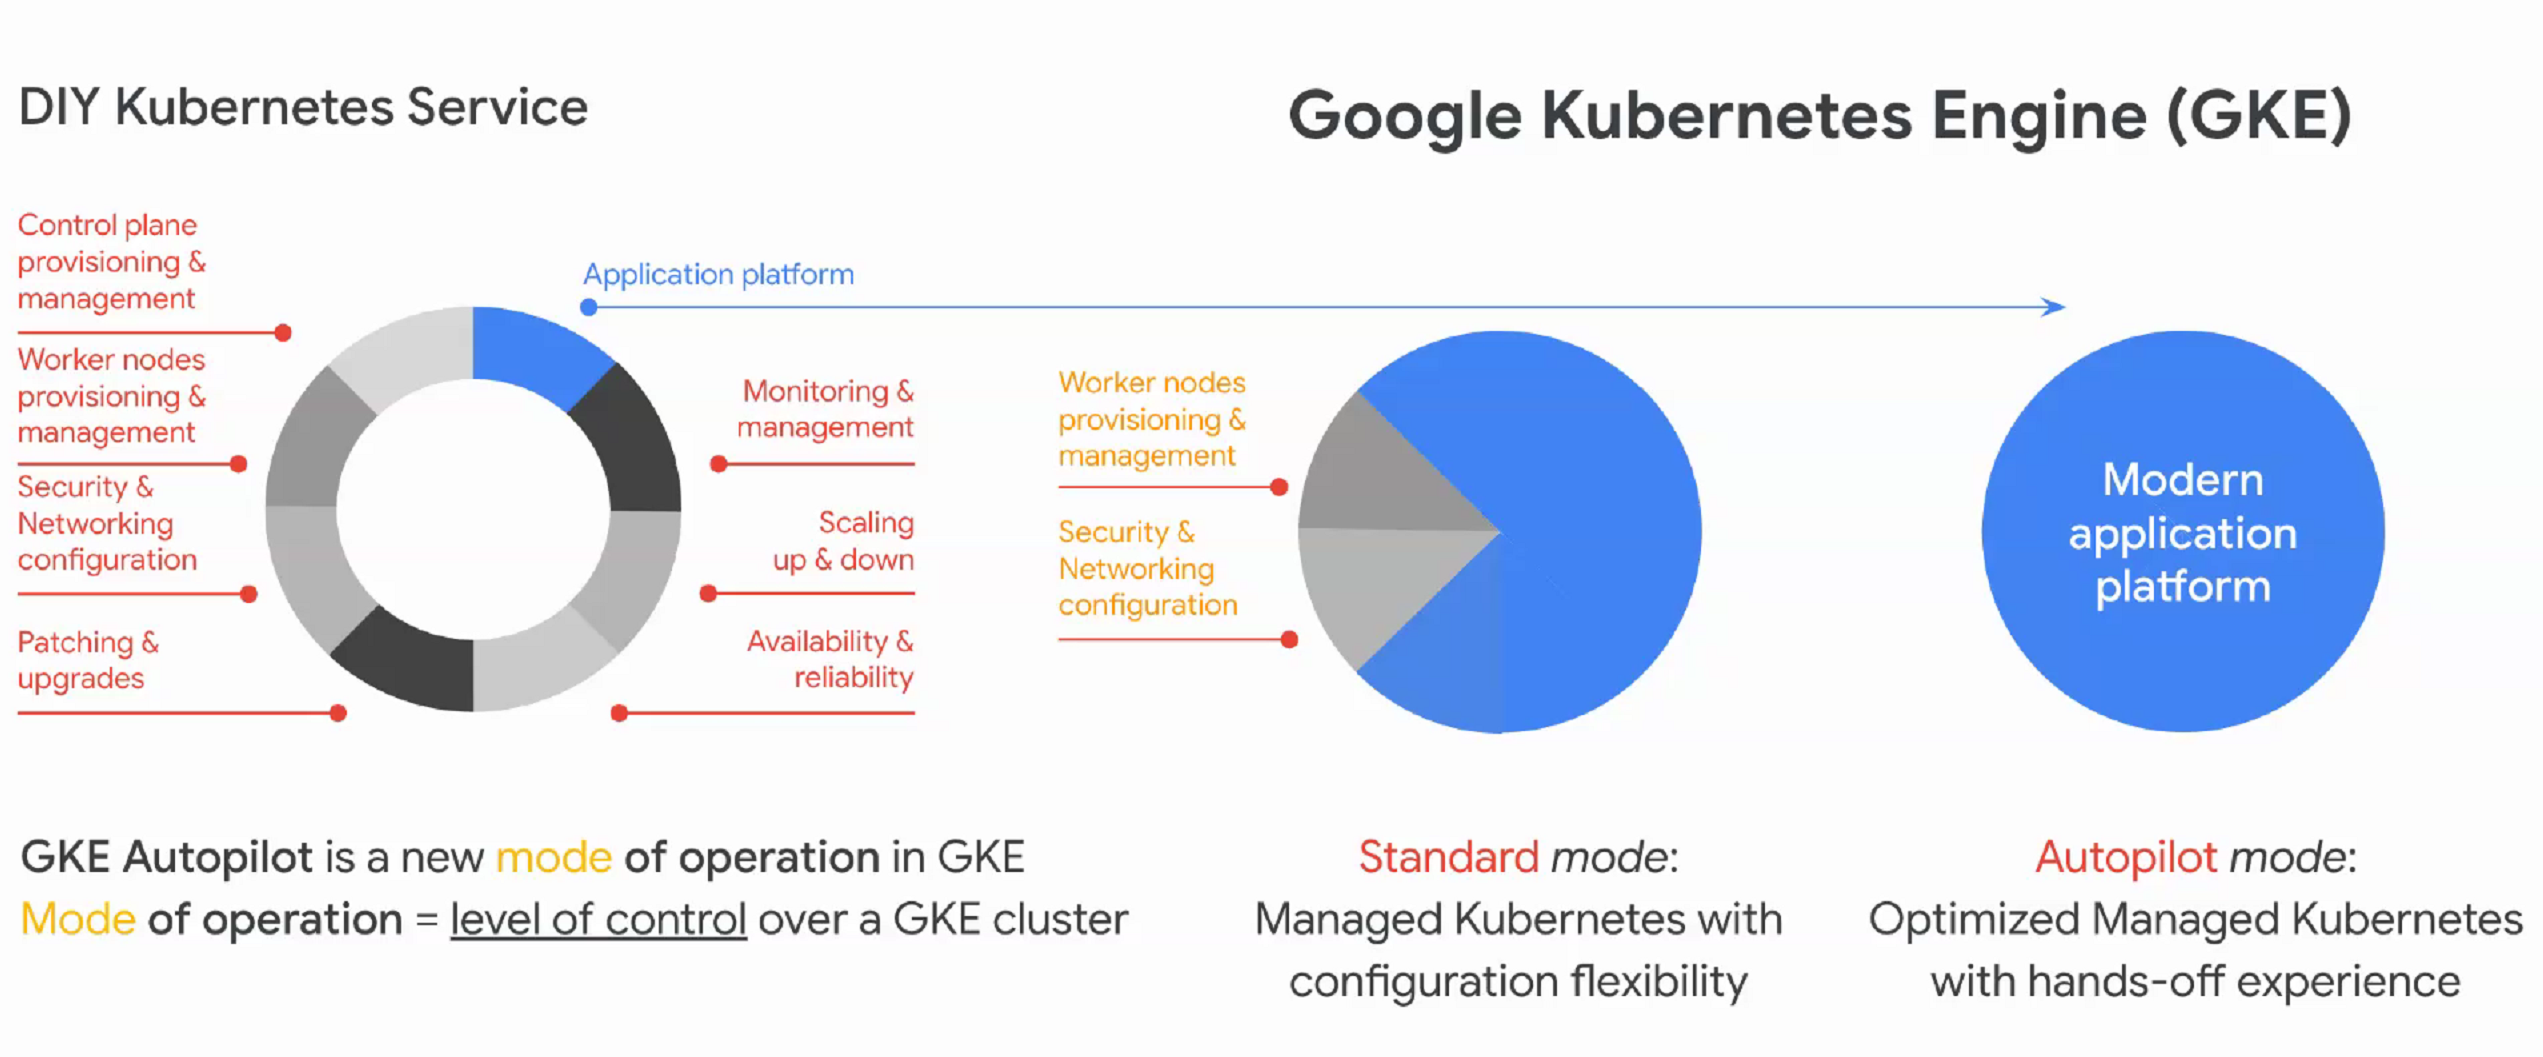 DIY Kubernetes Service
Google Kubernetes Engine (GKE)
Control plane
provisioning &
management
Worker nodes
provisioning &
management
Security &
Networking
configuration
Patching &
upgrades
Application platform
Monitoring &
management
Scaling
up & down
Availability &
reliability
Worker nodes
provisioning &
management
Security &
Networking
configuration
Modern
application
platform
GKE Autopilot is a new mode of operation in GKE
Mode of operation = level of control over a GKE cluster
Standard mode:
Managed Kubernetes with
configuration flexibility
Autopilot mode:
Optimized Managed Kubernetes
with hands-off experience